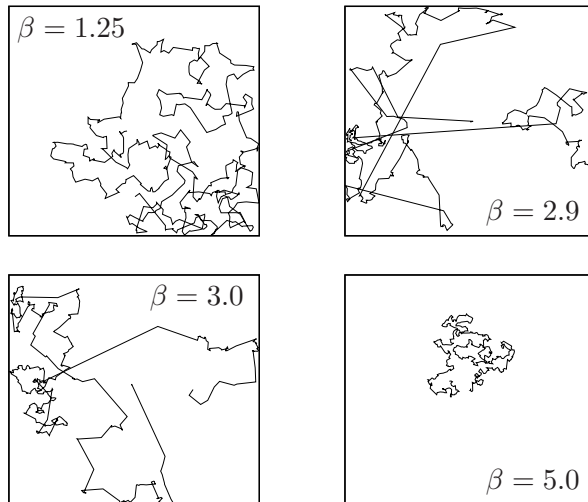 β = 1.25
β = 2.9
β = 3.0
β = 5.0